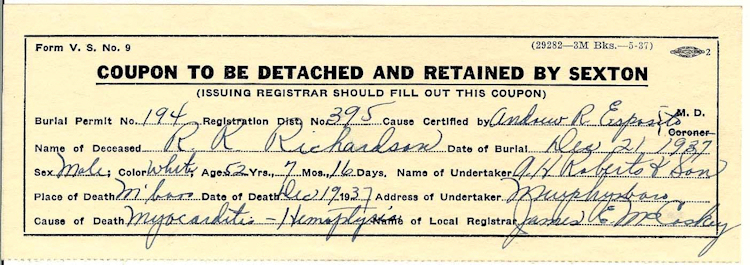 Form V. S. No. 9 (29282—3M Bks.—5-37) 2
COUPON TO BE DETACHED AND RETAINED BY SEXTON
(ISSUING REGISTRAR SHOULD FILL OUT THIS COUPON)
Burial Permit No. 194 Registration Dist. No. 395 Cause Certified by Andrew R. Esposito M. D.
Coroner
Name of Deceased R. R. Richardson Date of Burial Dec 21, 1937
Sex Male; Color White Age 52 Yrs., 7 Mos., 16 Days. Name of Undertaker A. H. Roberts & Son
Place of Death M'boro Date of Death Dec 19, 1937 Address of Undertaker Murphysboro
Cause of Death Myocarditis - Hemoptysis Name of Local Registrar James E. McCoskey